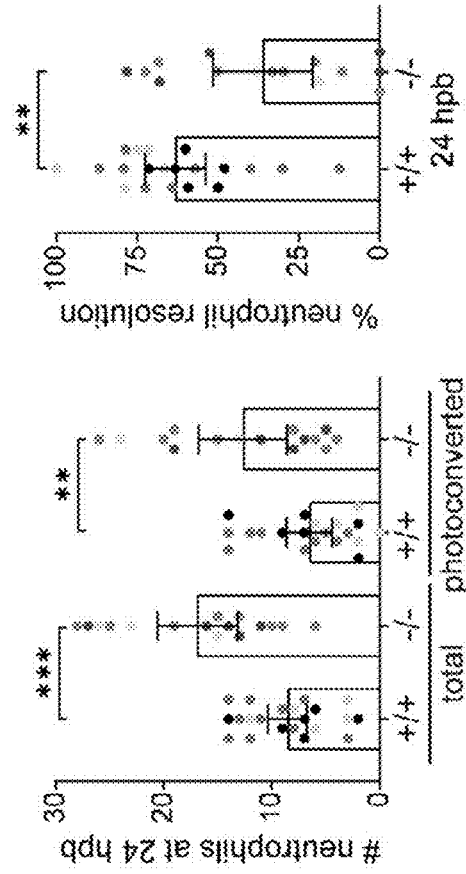 # neutrophils at 24 hpb
30
20
10
0
***
**
+/+ -/- +/+ -/-
total photoconverted
% neutrophil resolution
100
75
50
25
0
**
+/+ -/-
24 hpb